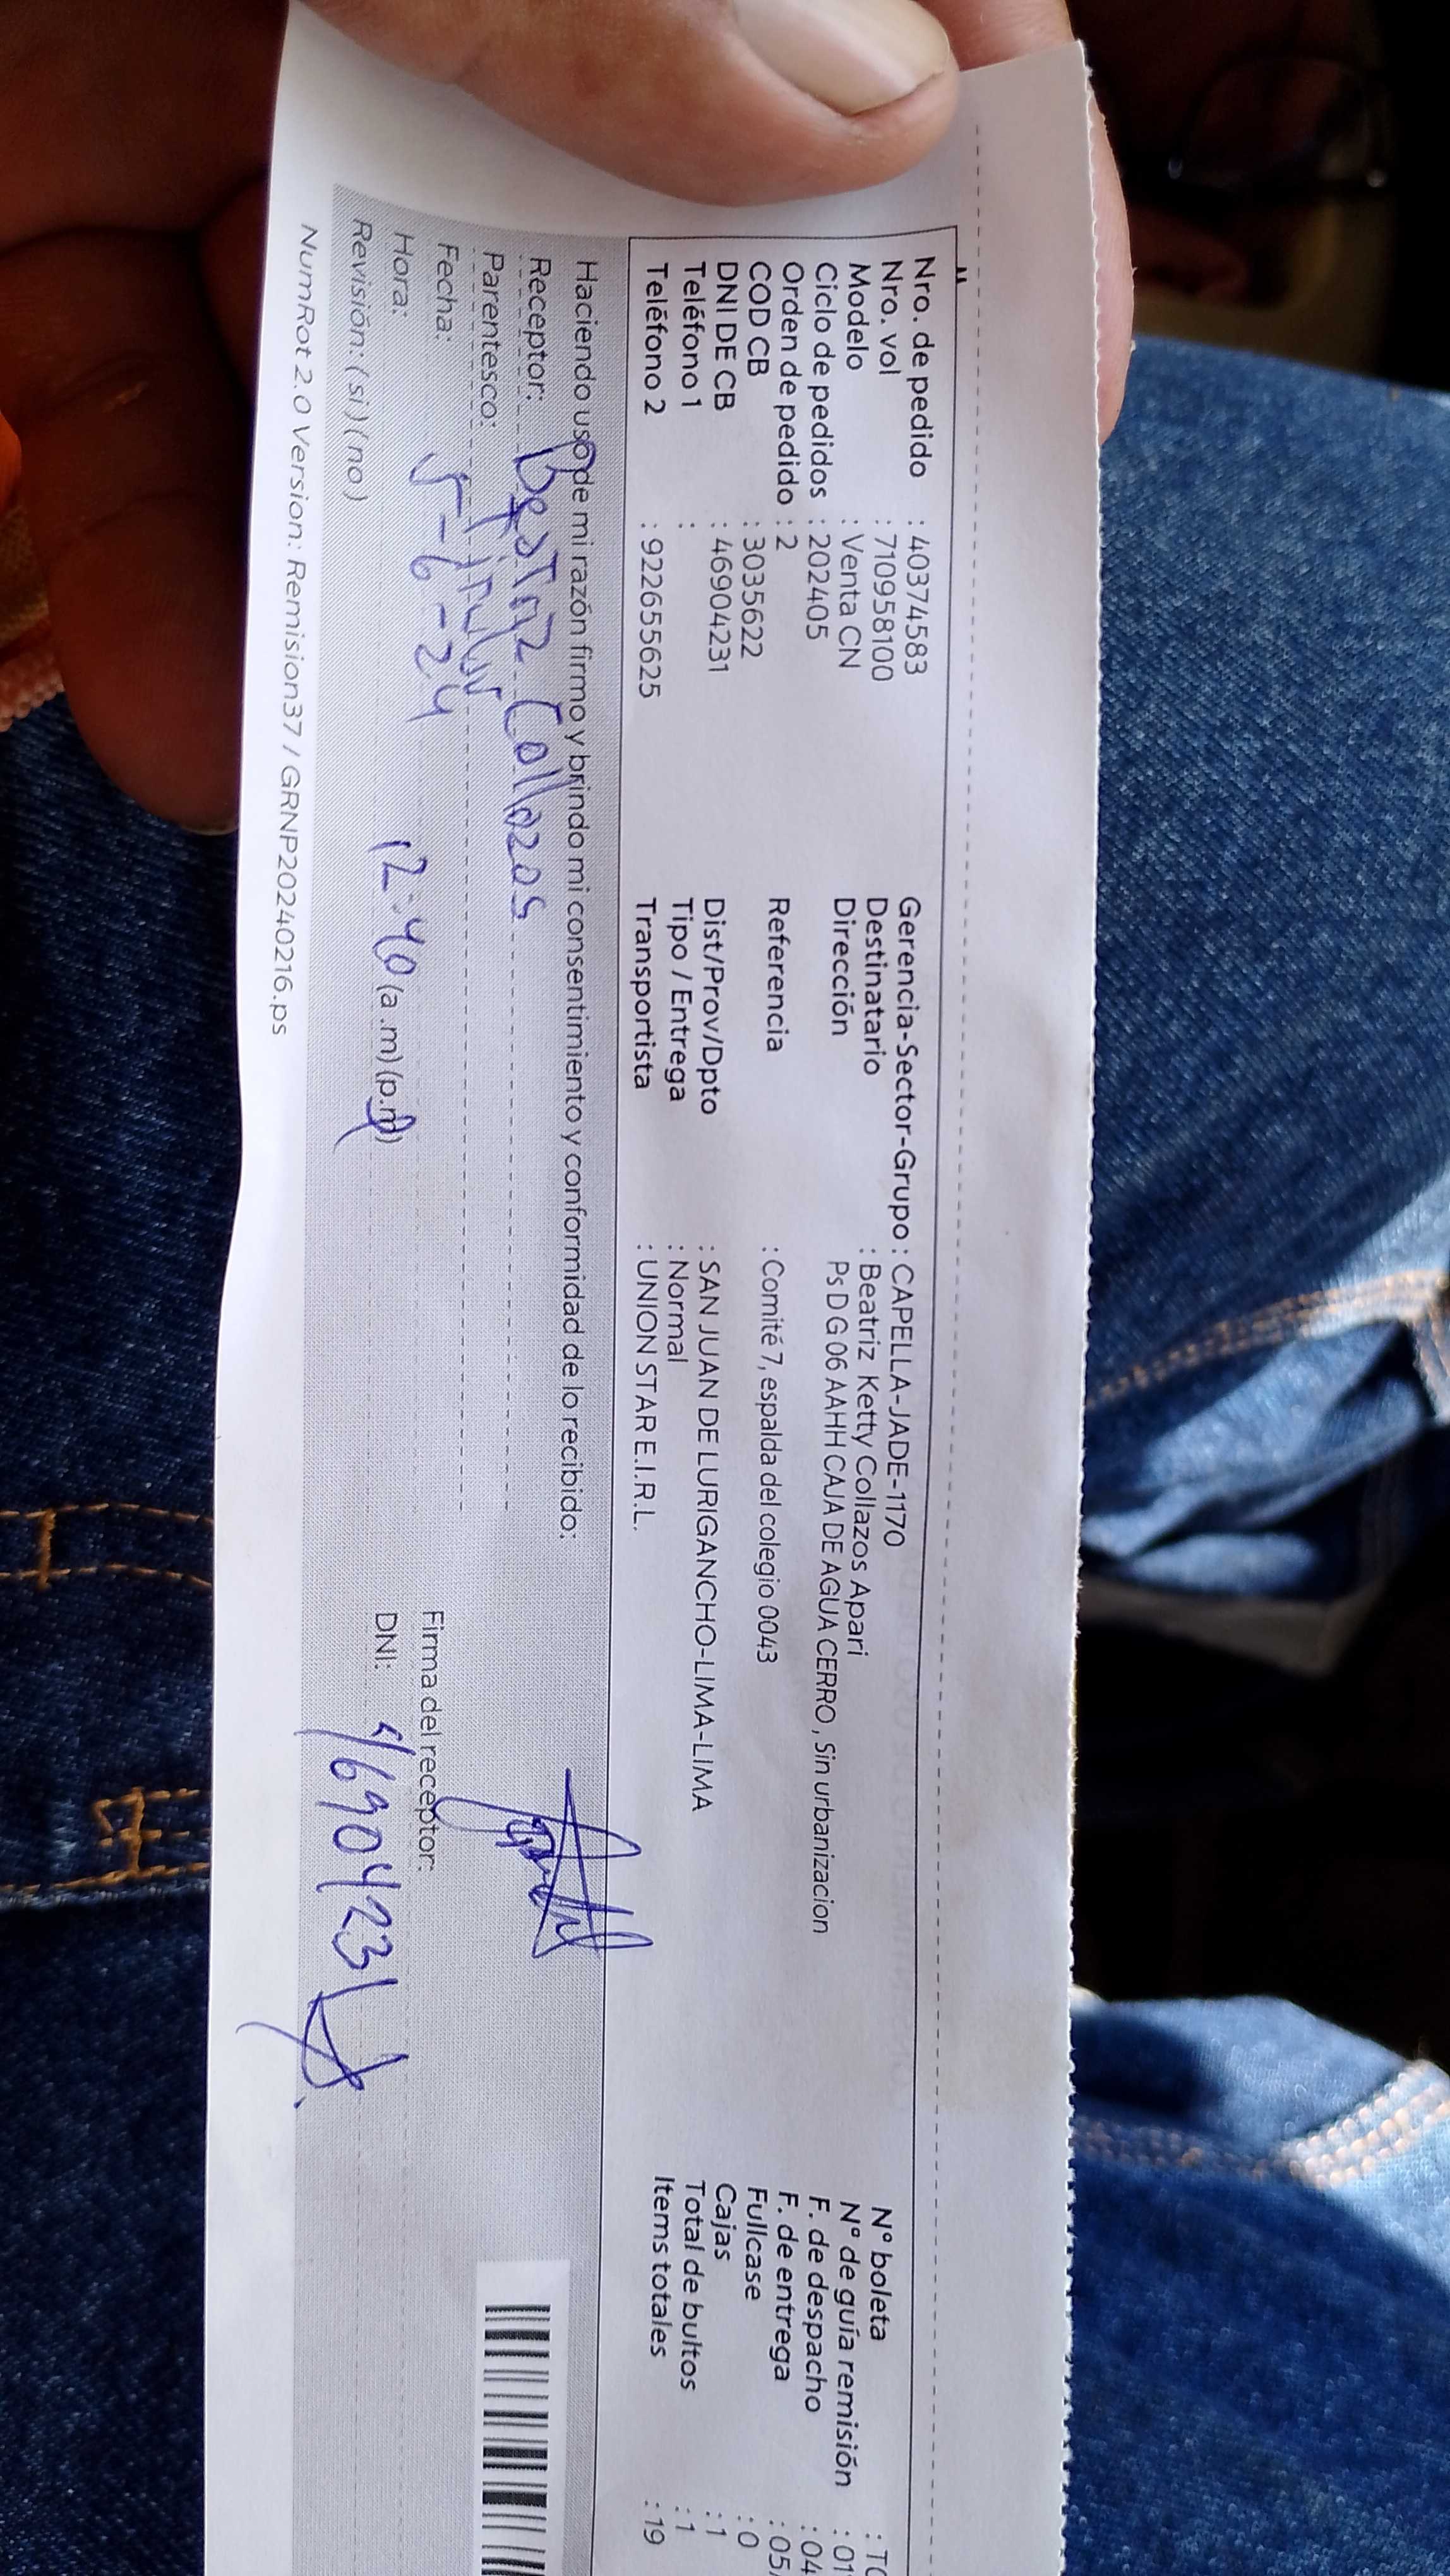 Nro. de pedido : 40374583
Nro. vol : 710958100
Modelo : Venta CN
Ciclo de pedidos : 202405
Orden de pedido : 2
COD CB : 3035622
DNI DE CB : 46904231
Teléfono 1 :
Teléfono 2 : 922655625
Gerencia-Sector-Grupo : CAPELLA-JADE-1170
Destinatario : Beatriz Ketty Collazos Apari
Dirección Ps D G 06 AAHH CAJA DE AGUA CERRO , Sin urbanizacion
Referencia : Comité 7, espalda del colegio 0043
Dist/Prov/Dpto : SAN JUAN DE LURIGANCHO-LIMA-LIMA
Tipo / Entrega : Normal
Transportista : UNION STAR E.I.R.L.
N° boleta
N° de guía remisión : 01
F. de despacho : 04
F. de entrega : 05
Fullcase : 0
Cajas : 1
Total de bultos : 1
Items totales : 19
Haciendo uso de mi razón firmo y brindo mi consentimiento y conformidad de lo recibido:
Receptor: Beatriz Collazos
Parentesco: Titular
Fecha: 5-6-24
Hora: 12:40 (a.m) (p.m)
Revisión: (si) (no)
Firma del receptor:
DNI: 46904231
NumRot 2.0 Version: Remision37 / GRNP20240216.ps